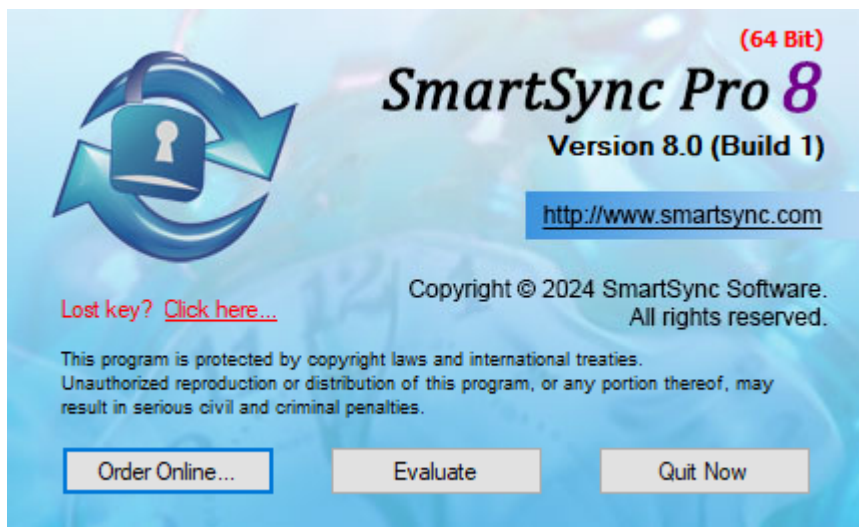 (64 Bit)
SmartSync Pro 8
Version 8.0 (Build 1)
http://www.smartsync.com
Copyright © 2024 SmartSync Software.
All rights reserved.
Lost key? Click here...
This program is protected by copyright laws and international treaties.
Unauthorized reproduction or distribution of this program, or any portion thereof, may
result in serious civil and criminal penalties.
Order Online...
Evaluate
Quit Now